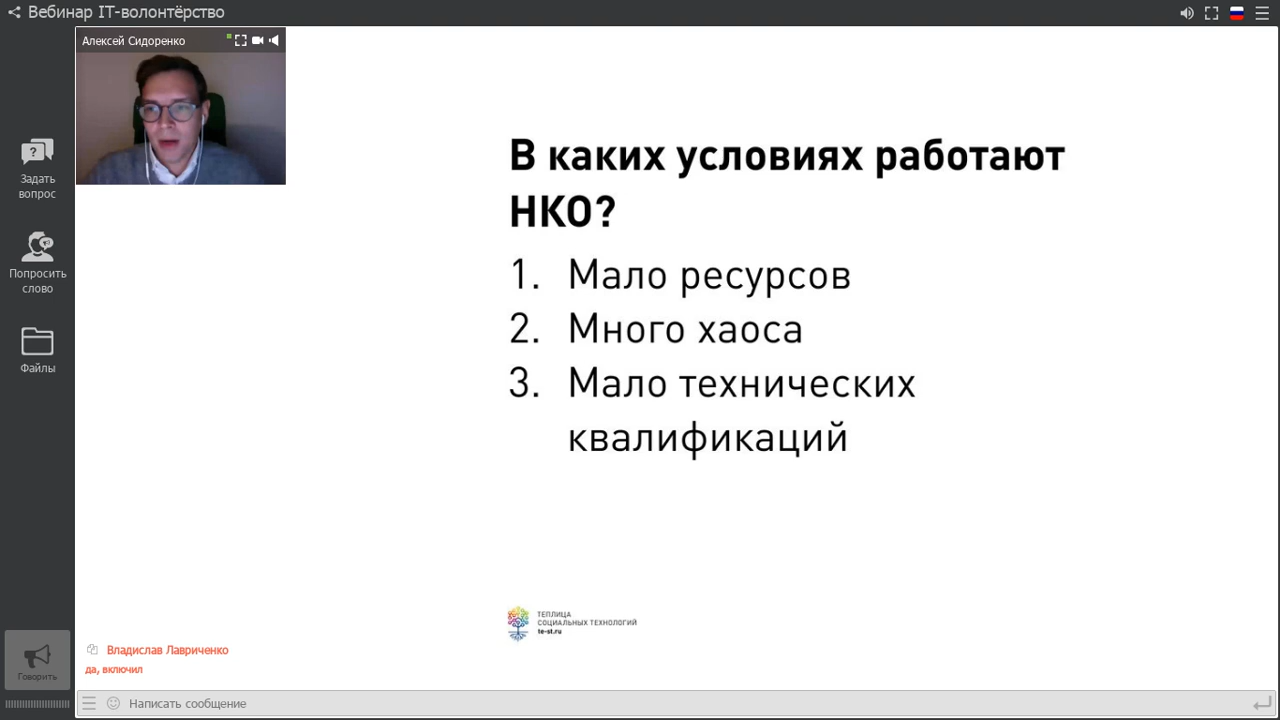 Вебинар IT-волонтёрство
Алексей Сидоренко
Задать
вопрос
Попросить
слово
Файлы
В каких условиях работают
НКО?
1. Мало ресурсов
2. Много хаоса
3. Мало технических
квалификаций
ТЕПЛИЦА
СОЦИАЛЬНЫХ ТЕХНОЛОГИЙ
te-st.ru
Владислав Лавриченко
да, включил
Говорить
Написать сообщение